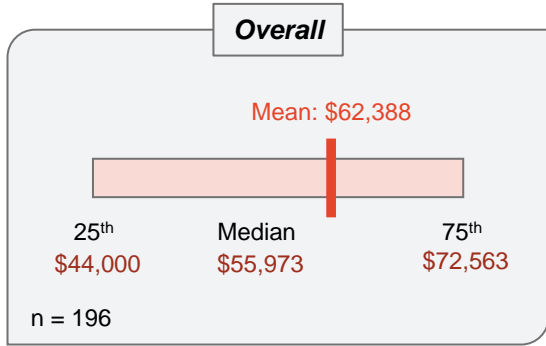 Overall
Mean: $62,388
25th Median 75th
$44,000 $55,973 $72,563
n = 196